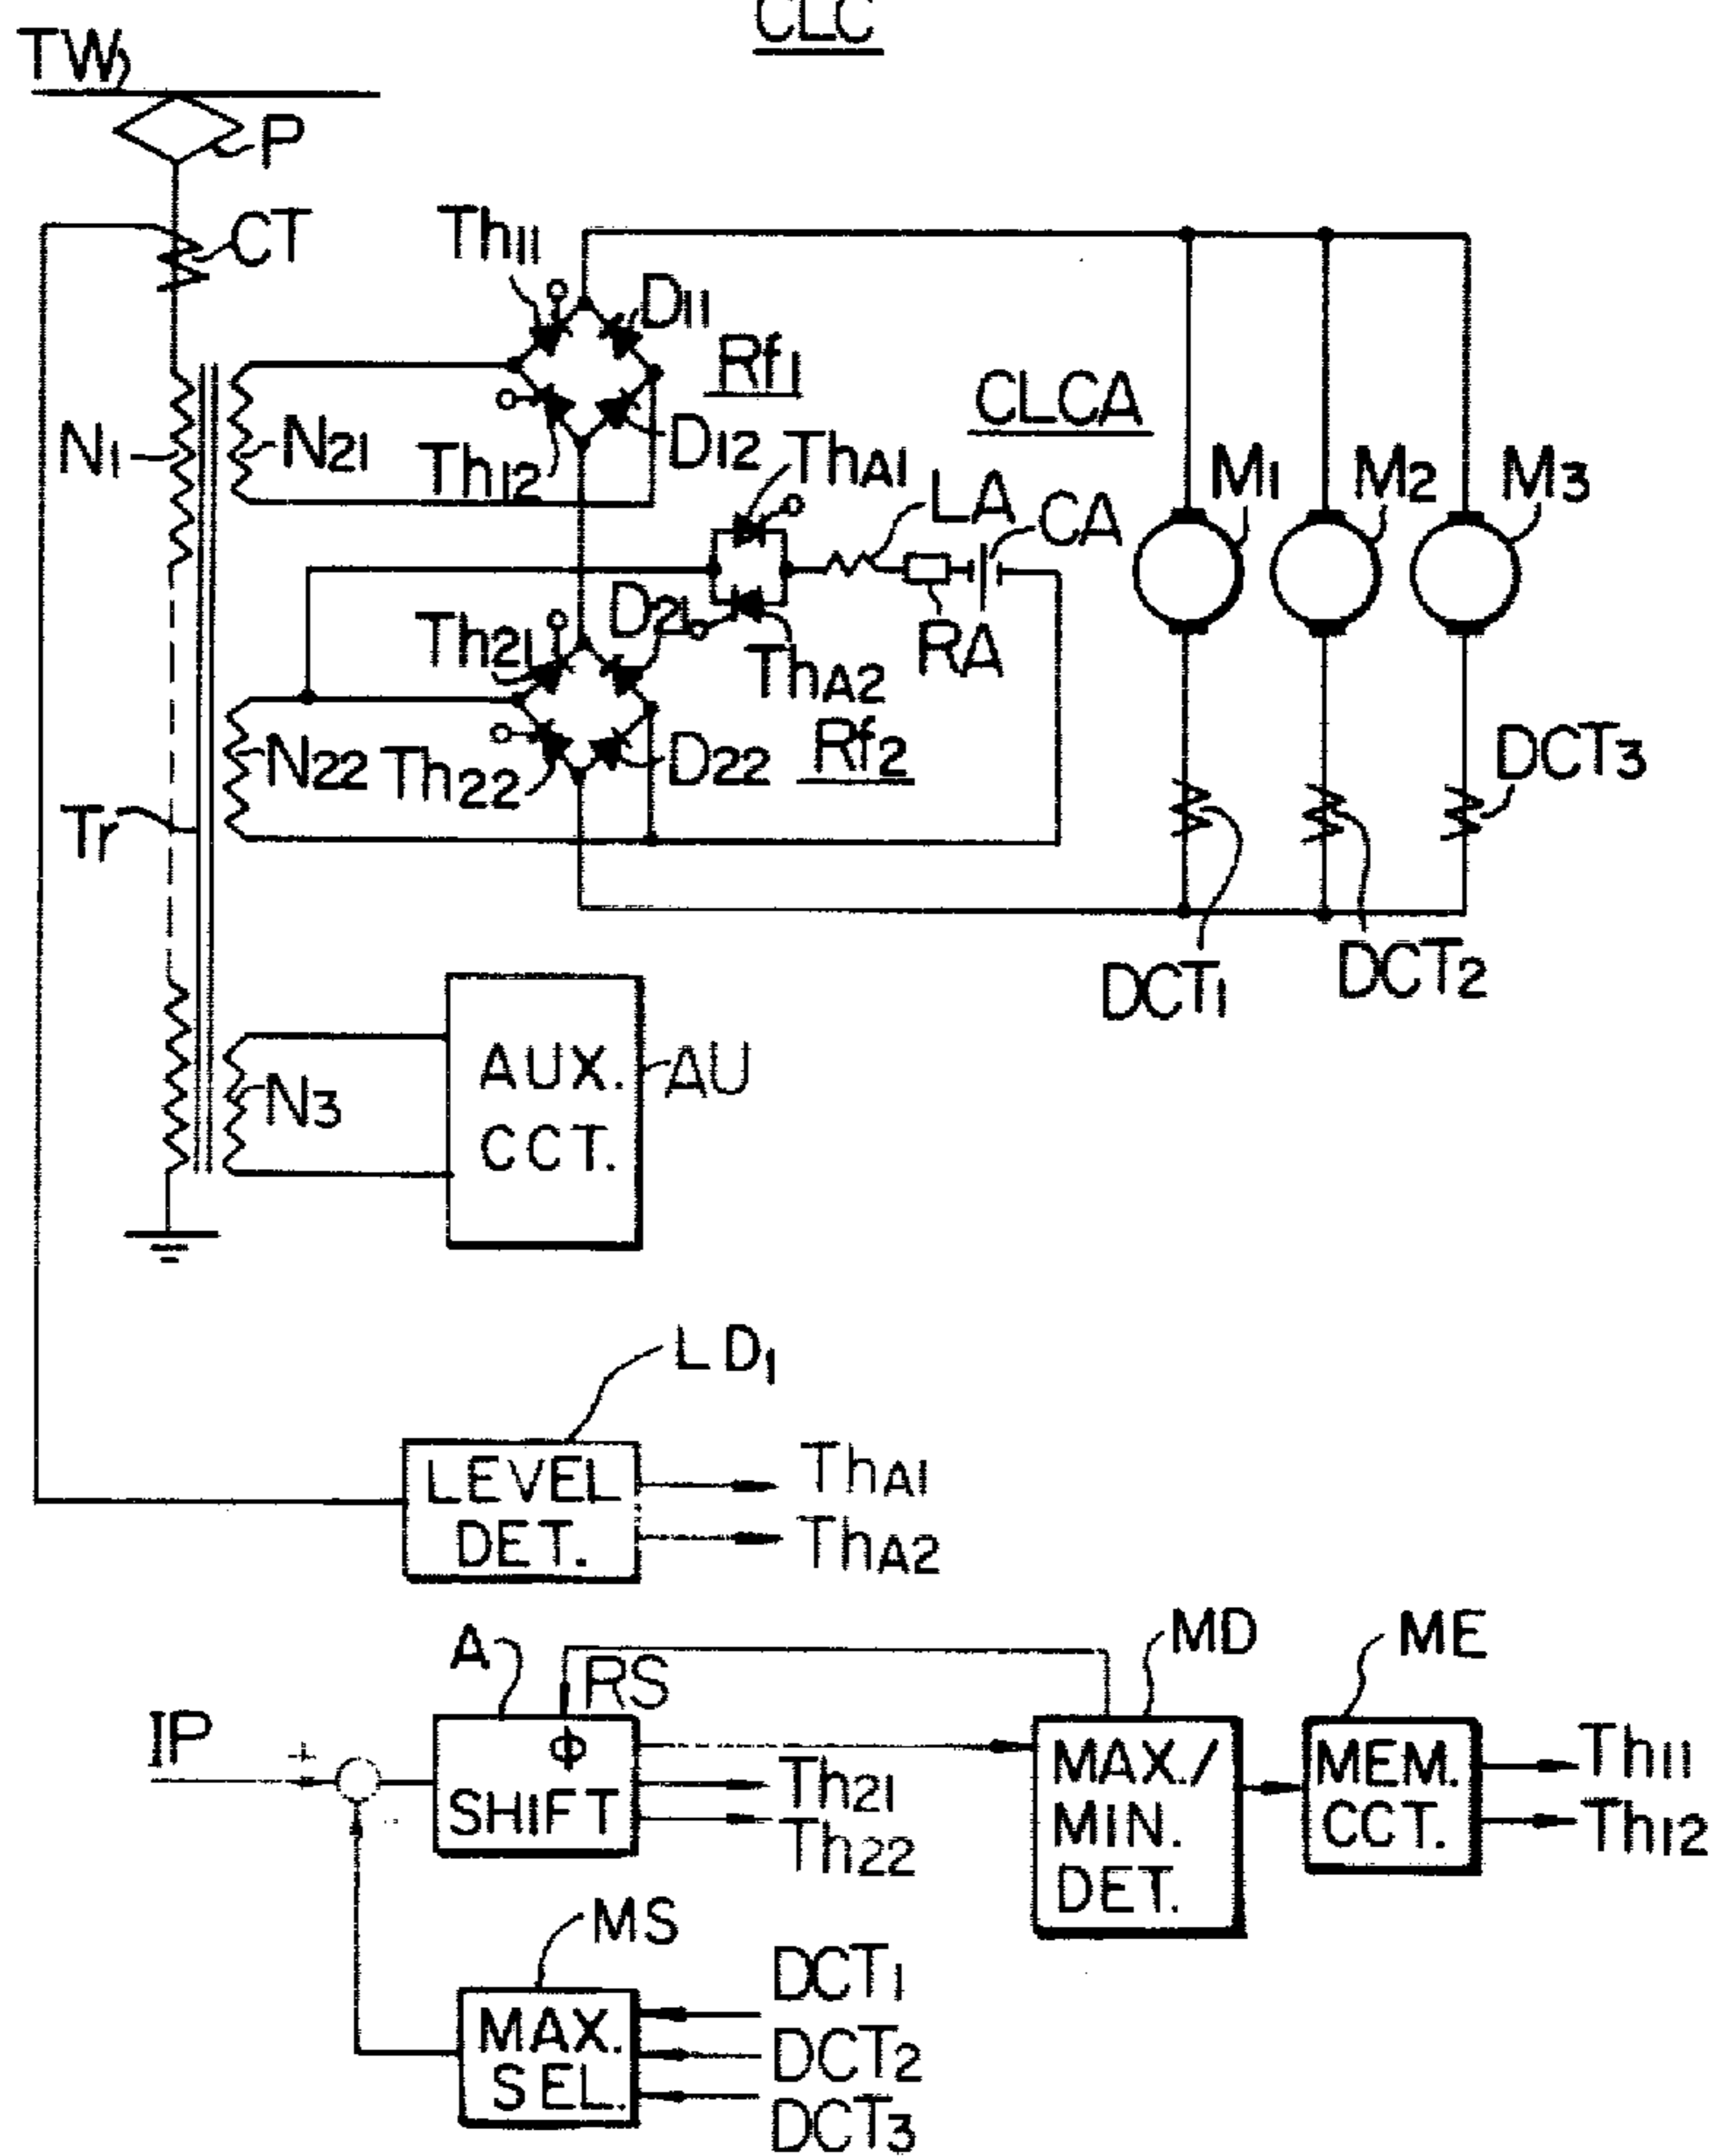 CLC
TW
P
CT
Th11
D11
Rf1
N1
N21
Th12
D12
CLCA
ThA1
LA
CA
M1
M2
M3
Th21
D21
ThA2
RA
N22
Th22
D22
Rf2
DCT3
Tr
DCT1
DCT2
AUX.
CCT.
AU
N3
LD1
LEVEL
DET.
ThA1
ThA2
A
RS
MD
ME
IP
+
ϕ
SHIFT
Th21
Th22
MAX./
MIN.
DET.
MEM.
CCT.
Th11
Th12
MS
MAX.
SEL.
DCT1
DCT2
DCT3